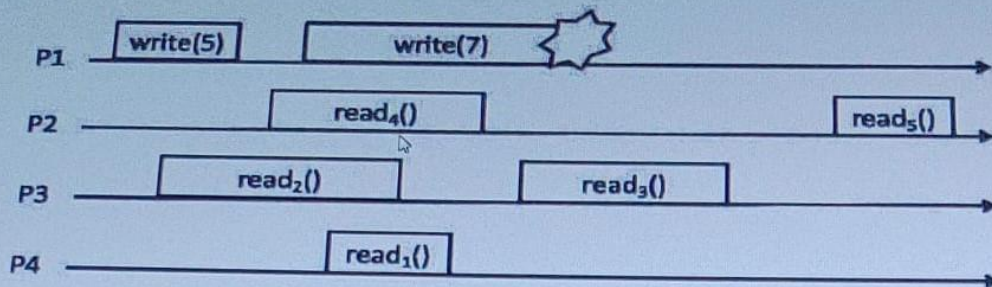 P1 write(5) write(7)
P2 read₄() read₅()
P3 read₂() read₃()
P4 read₁()